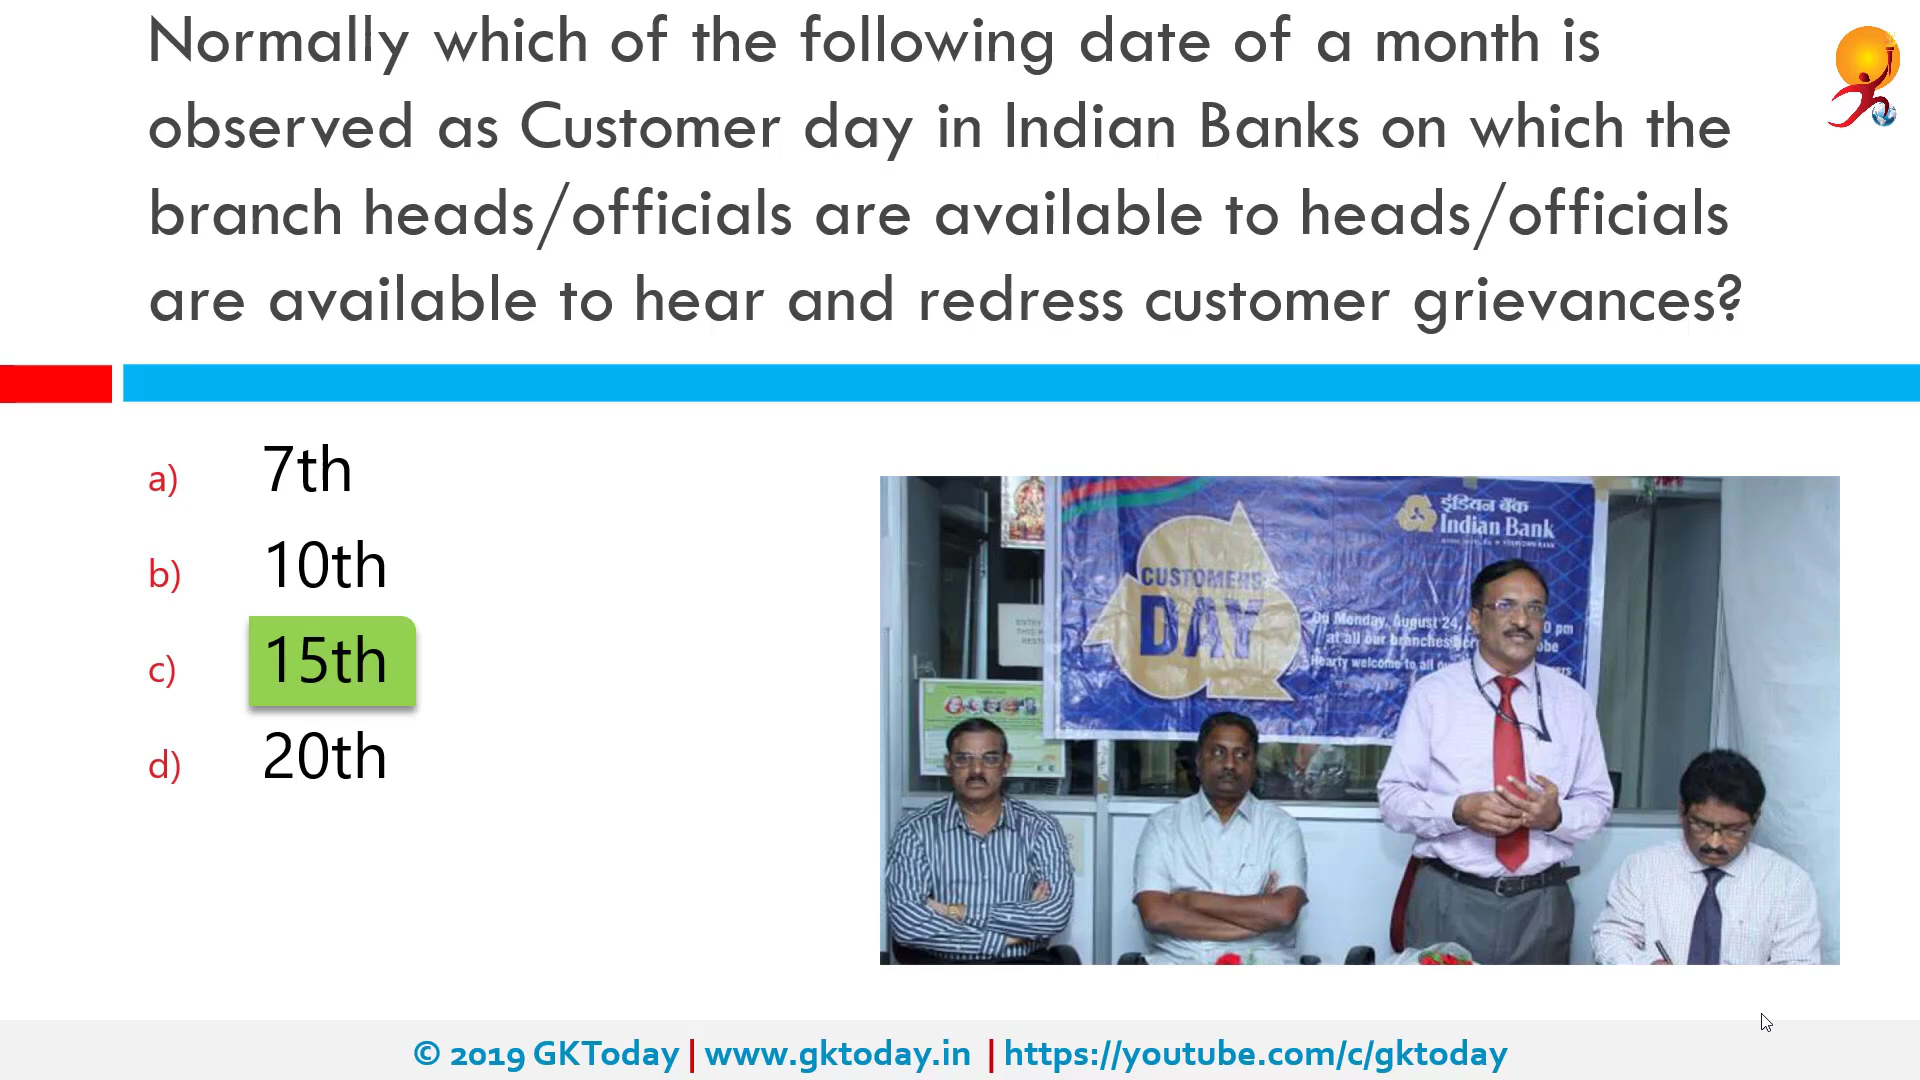 Normally which of the following date of a month is
observed as Customer day in Indian Banks on which the
branch heads/officials are available to heads/officials
are available to hear and redress customer grievances?
a) 7th
b) 10th
c) 15th
d) 20th
इंडियन बैंक
Indian Bank
CUSTOMERS
DAY
On Monday, August 24, 0 pm
at all our branches
Hearty welcome to all
© 2019 GKToday | www.gktoday.in | https://youtube.com/c/gktoday